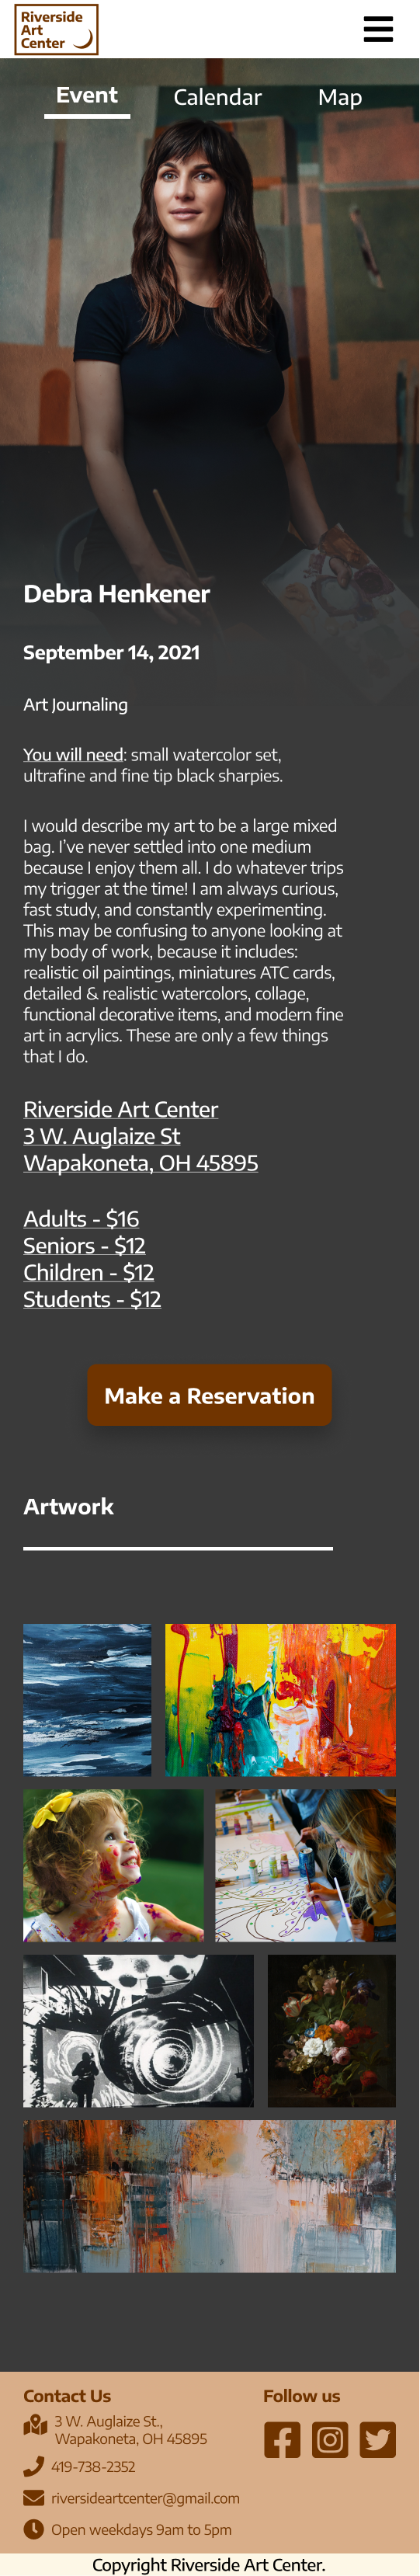 Riverside
Art
Center
Event Calendar Map
Debra Henkener
September 14, 2021
Art Journaling
You will need: small watercolor set,
ultrafine and fine tip black sharpies.
I would describe my art to be a large mixed
bag. I’ve never settled into one medium
because I enjoy them all. I do whatever trips
my trigger at the time! I am always curious,
fast study, and constantly experimenting.
This may be confusing to anyone looking at
my body of work, because it includes:
realistic oil paintings, miniatures ATC cards,
detailed & realistic watercolors, collage,
functional decorative items, and modern fine
art in acrylics. These are only a few things
that I do.
Riverside Art Center
3 W. Auglaize St
Wapakoneta, OH 45895
Adults - $16
Seniors - $12
Children - $12
Students - $12
Make a Reservation
Artwork
Contact Us
3 W. Auglaize St.,
Wapakoneta, OH 45895
419-738-2352
riversideartcenter@gmail.com
Open weekdays 9am to 5pm
Follow us
Copyright Riverside Art Center.